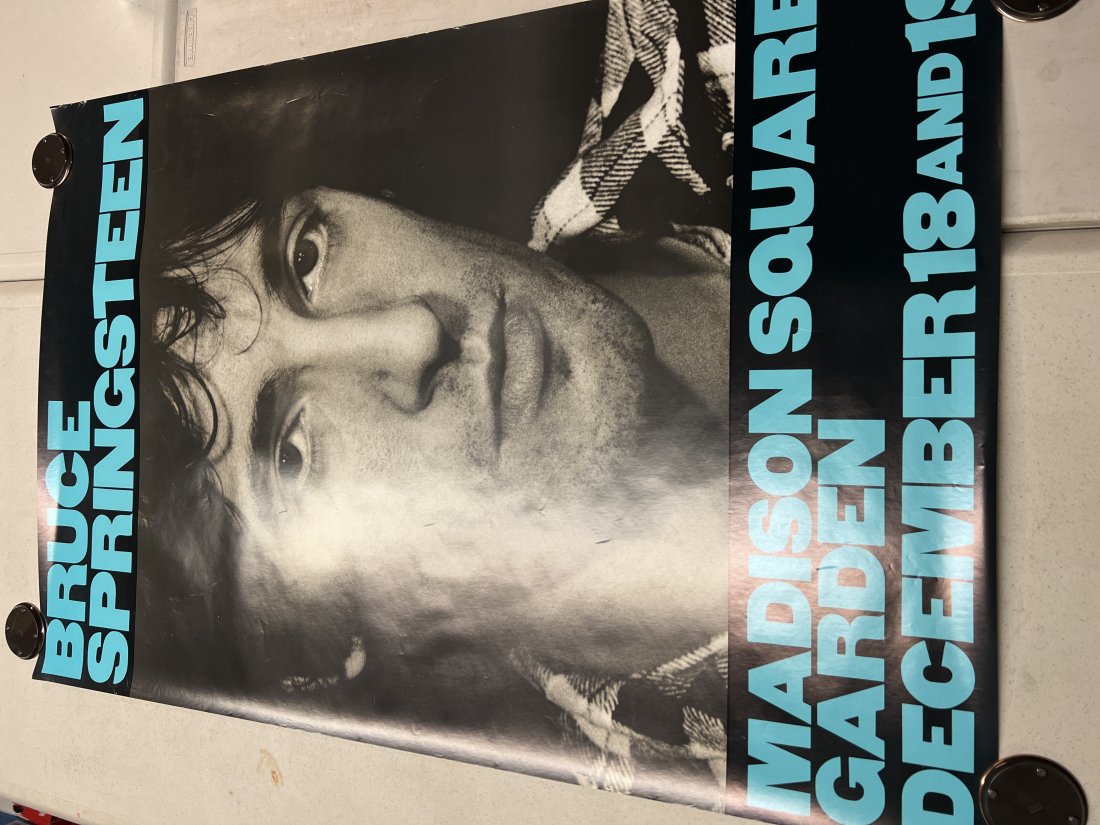 BRUCE
SPRINGSTEEN
MADISON SQUARE
GARDEN
DECEMBER 18 AND 19